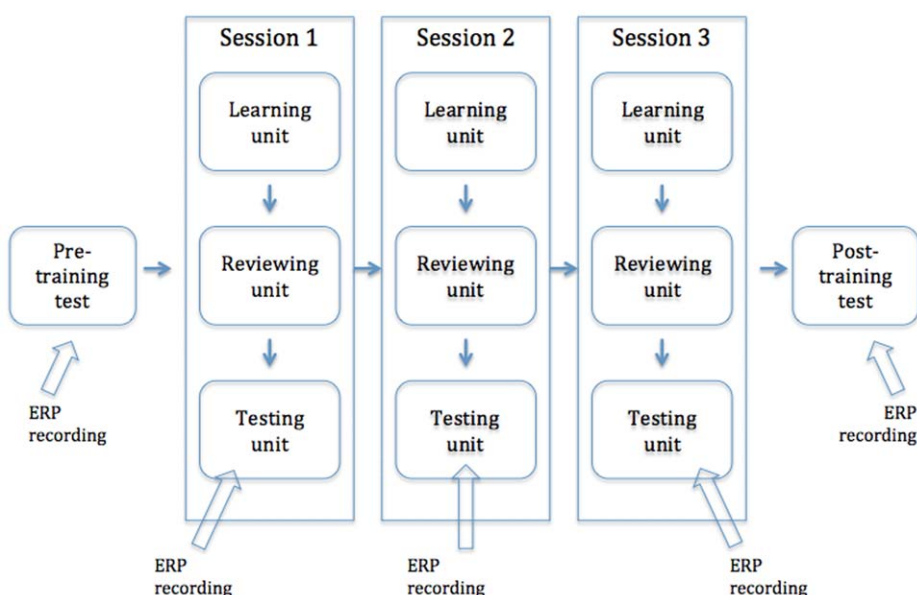 Session 1
Session 2
Session 3
Learning
unit
Learning
unit
Learning
unit
Pre-
training
test
Reviewing
unit
Reviewing
unit
Reviewing
unit
Post-
training
test
ERP
recording
Testing
unit
Testing
unit
Testing
unit
ERP
recording
ERP
recording
ERP
recording
ERP
recording